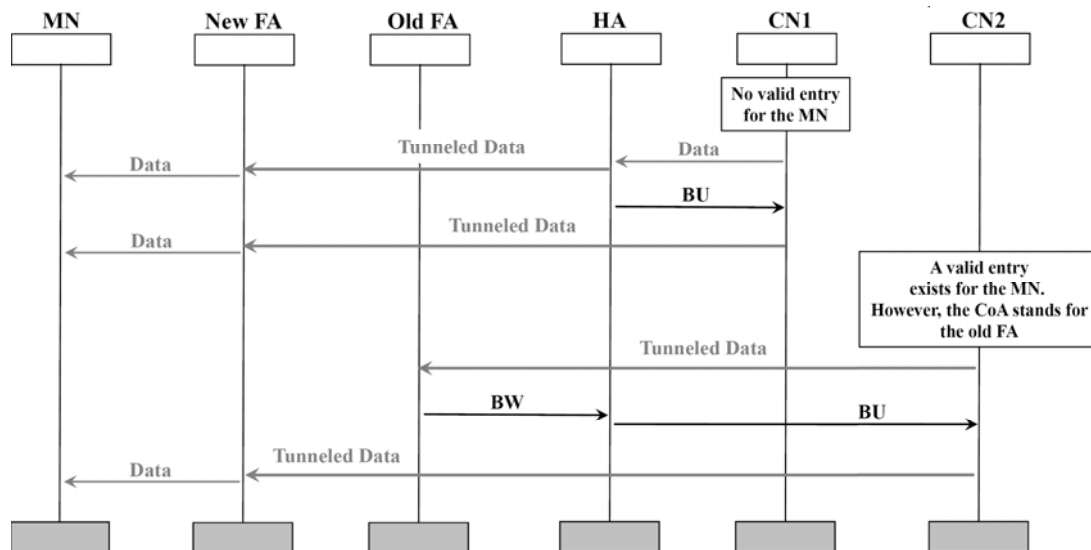 MN New FA Old FA HA CN1 CN2
No valid entry
for the MN
Data
Tunneled Data
Data
BU
Tunneled Data
Data
A valid entry
exists for the MN.
However, the CoA stands for
the old FA
Tunneled Data
BW
BU
Tunneled Data
Data